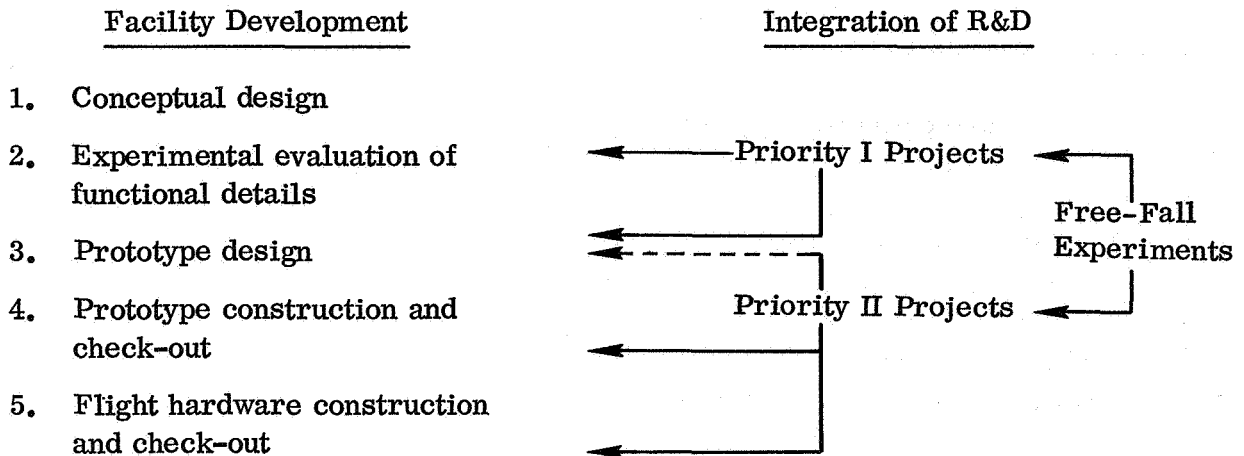 Facility Development
Integration of R&D
1. Conceptual design
2. Experimental evaluation of
functional details
3. Prototype design
4. Prototype construction and
check-out
5. Flight hardware construction
and check-out
Priority I Projects
Priority II Projects
Free-Fall
Experiments